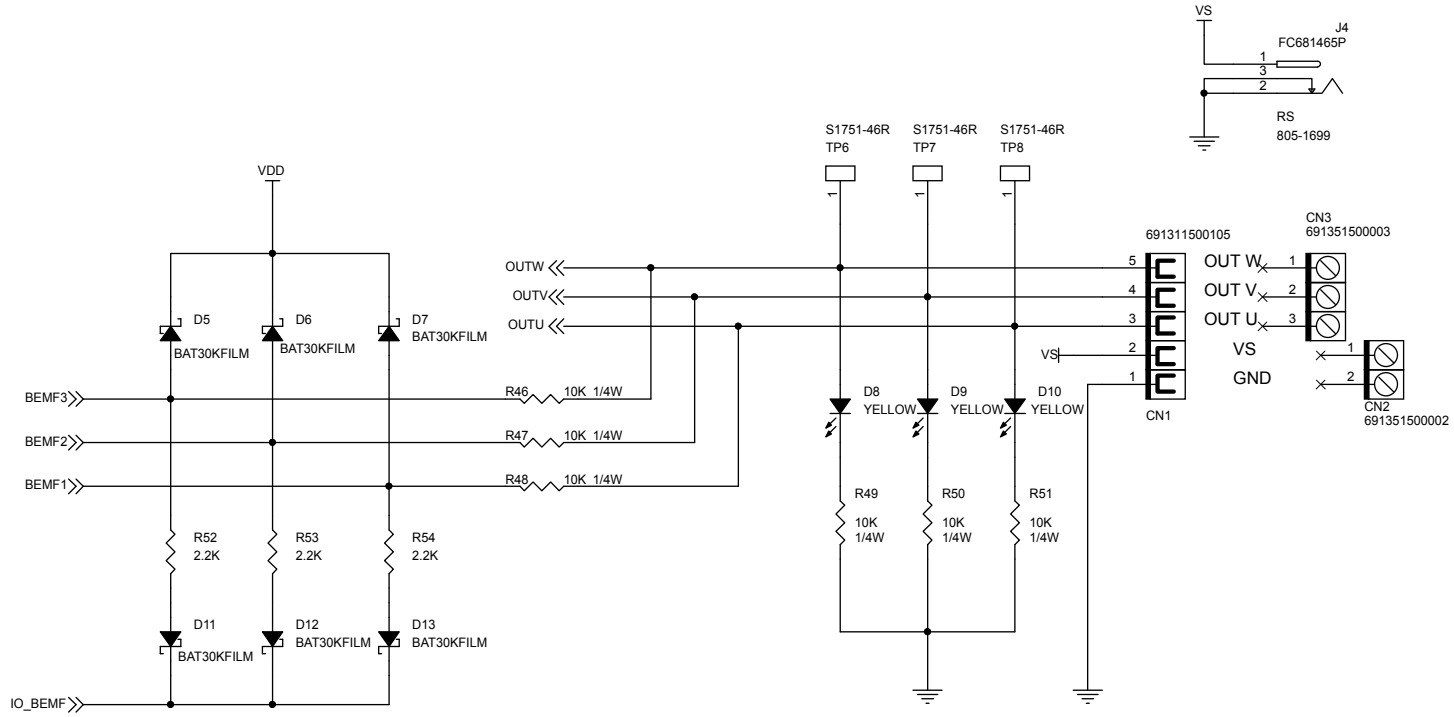 VS
J4
FC681465P
1
3
2
RS
805-1699
S1751-46R
TP6
S1751-46R
TP7
S1751-46R
TP8
1
1
1
VDD
D5
BAT30KFILM
D6
BAT30KFILM
D7
BAT30KFILM
OUTW
OUTV
OUTU
691311500105
5
4
3
2
1
VS
CN1
OUT W
OUT V
OUT U
VS
GND
CN3
691351500003
1
2
3
1
2
CN2
691351500002
BEMF3
BEMF2
BEMF1
R46 10K 1/4W
R47 10K 1/4W
R48 10K 1/4W
D8
YELLOW
D9
YELLOW
D10
YELLOW
R49
10K
1/4W
R50
10K
1/4W
R51
10K
1/4W
R52
2.2K
R53
2.2K
R54
2.2K
D11
BAT30KFILM
D12
BAT30KFILM
D13
BAT30KFILM
IO_BEMF